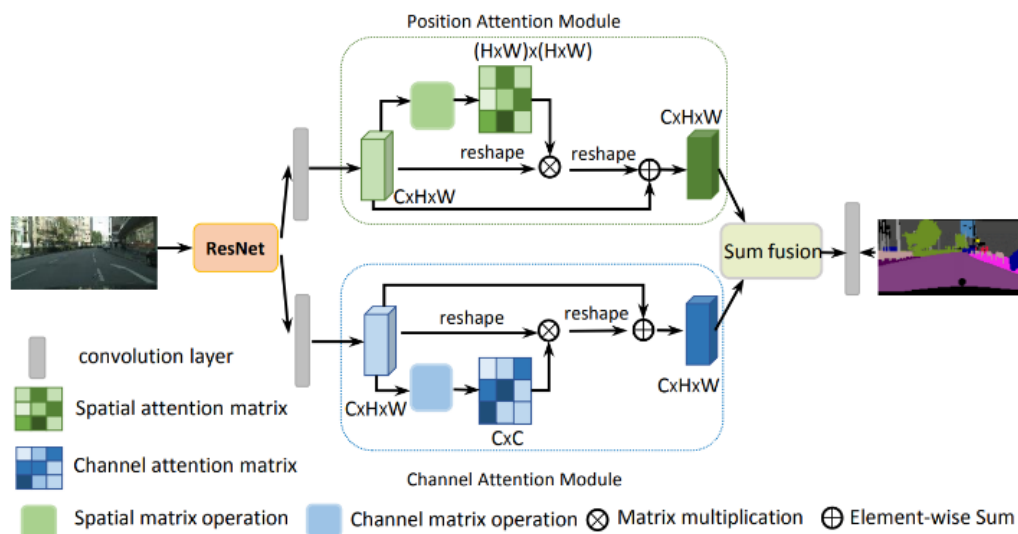 Position Attention Module
(HxW)x(HxW)
CxHxW
reshape
reshape
CxHxW
ResNet
Sum fusion
reshape
reshape
convolution layer
CxHxW
CxHxW
CxC
Spatial attention matrix
Channel attention matrix
Channel Attention Module
Spatial matrix operation
Channel matrix operation
Matrix multiplication
Element-wise Sum